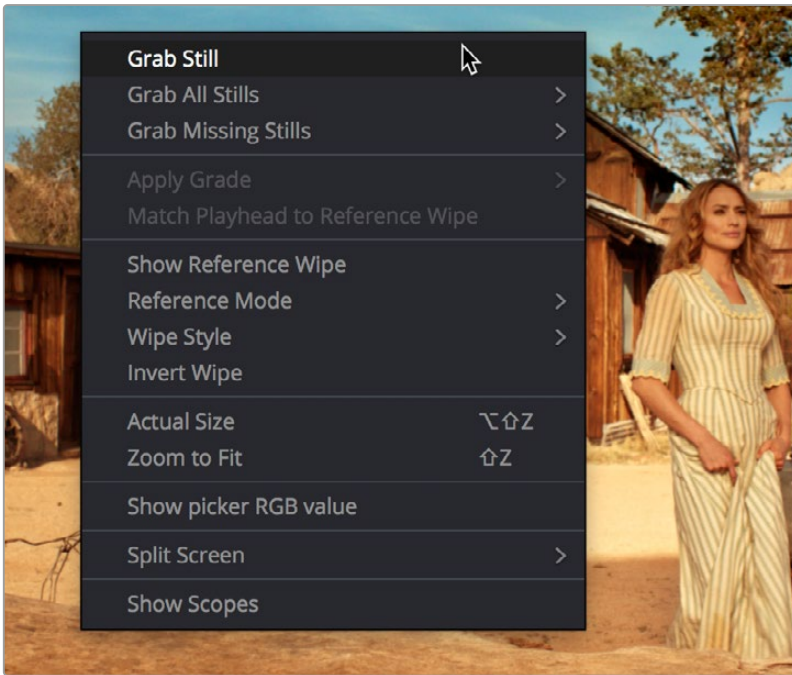 Grab Still
Grab All Stills
Grab Missing Stills
Apply Grade
Match Playhead to Reference Wipe
Show Reference Wipe
Reference Mode
Wipe Style
Invert Wipe
Actual Size ⌥⇧Z
Zoom to Fit ⇧Z
Show picker RGB value
Split Screen
Show Scopes